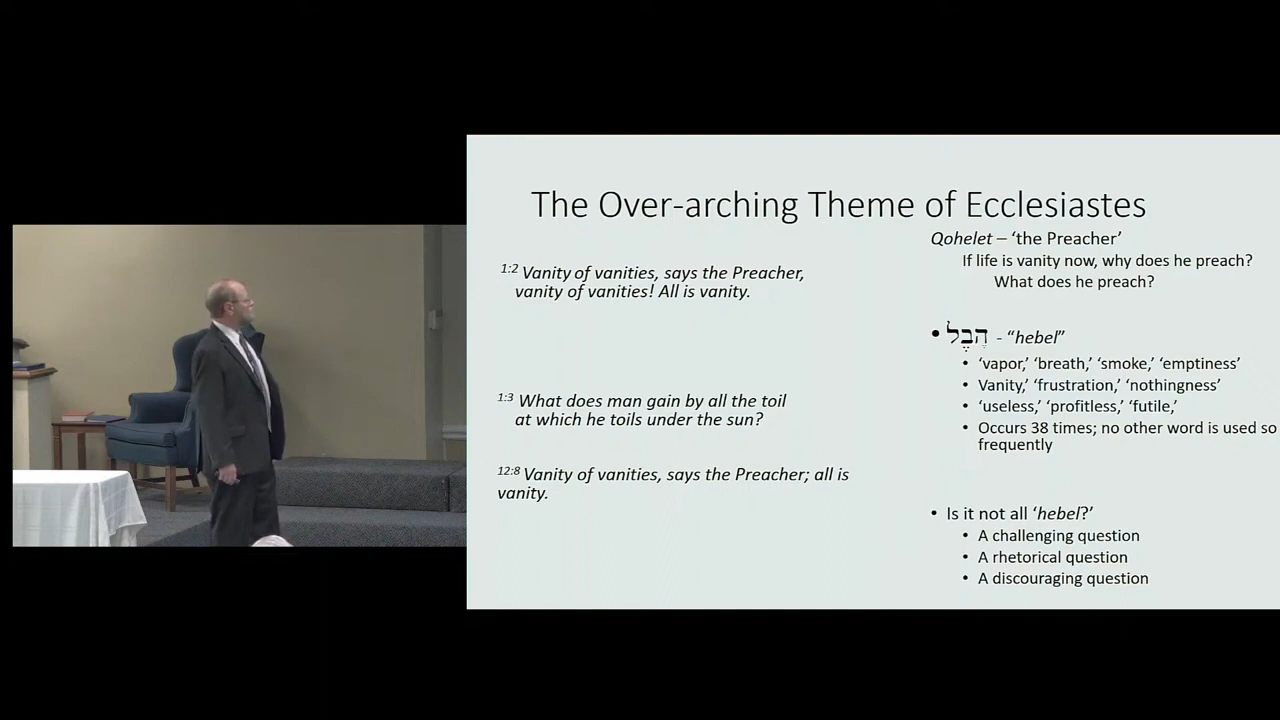 The Over-arching Theme of Ecclesiastes
1:2 Vanity of vanities, says the Preacher,
vanity of vanities! All is vanity.
1:3 What does man gain by all the toil
at which he toils under the sun?
12:8 Vanity of vanities, says the Preacher; all is
vanity.
Qohelet – ‘the Preacher’
If life is vanity now, why does he preach?
What does he preach?
• הֶבֶל - “hebel”
• ‘vapor,’ ‘breath,’ ‘smoke,’ ‘emptiness’
• Vanity,’ ‘frustration,’ ‘nothingness’
• ‘useless,’ ‘profitless,’ ‘futile,’
• Occurs 38 times; no other word is used so
frequently
• Is it not all ‘hebel?’
• A challenging question
• A rhetorical question
• A discouraging question